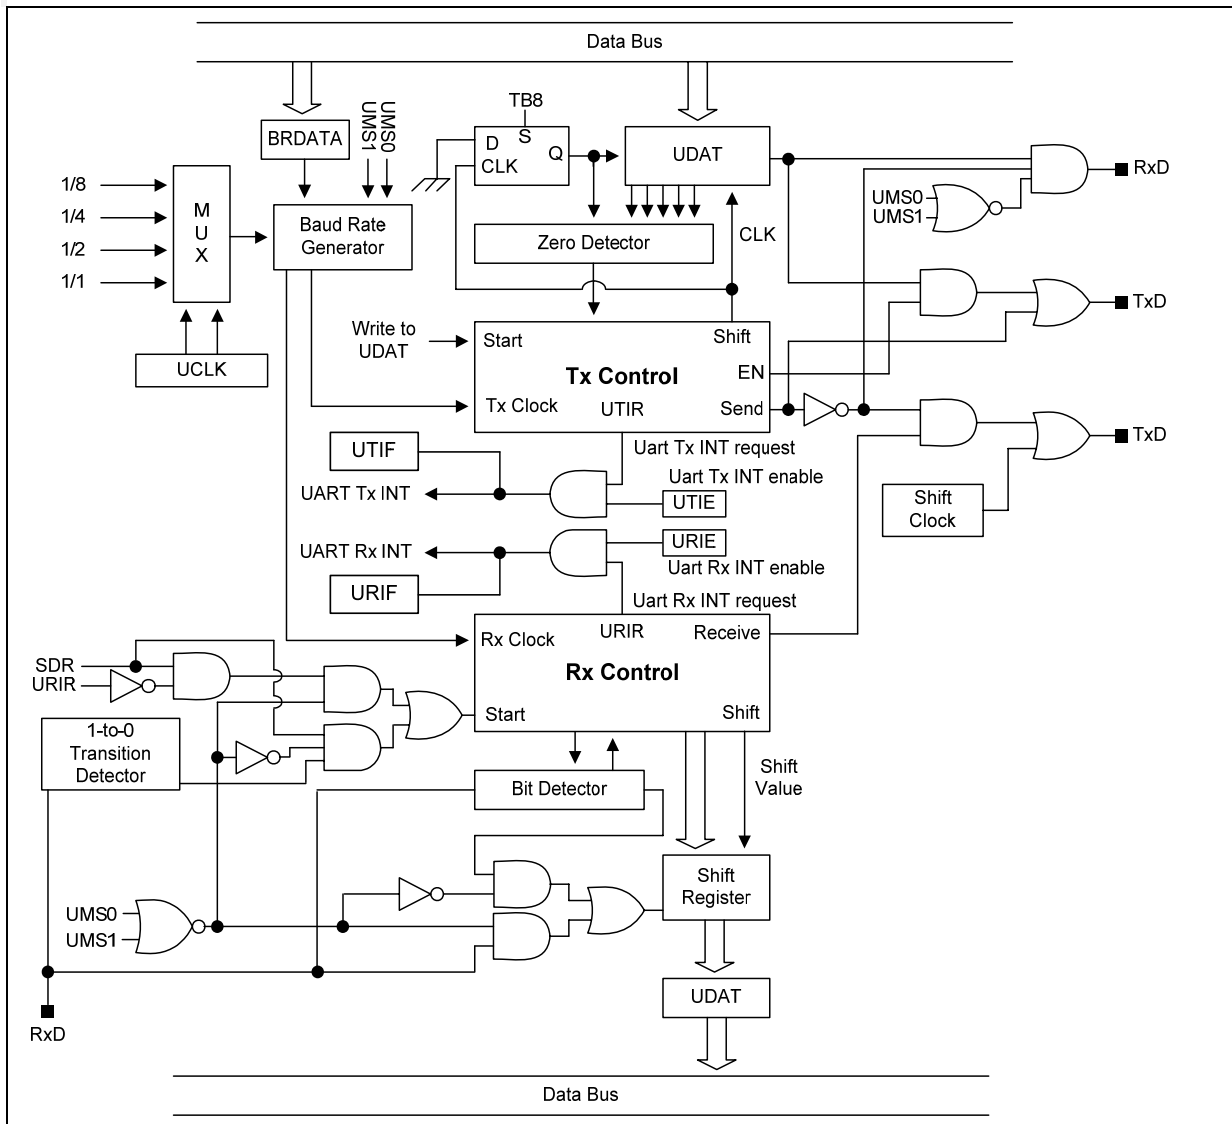 Data Bus
TB8
UMS1
UMS0
BRDATA
D
S
Q
CLK
UDAT
RxD
1/8
1/4
1/2
1/1
MUX
Baud Rate
Generator
Zero Detector
CLK
UMS0
UMS1
UCLK
Write to
UDAT
Start
Shift
Tx Control
EN
Tx Clock
UTIR
Send
TxD
TxD
UTIF
Uart Tx INT request
Uart Tx INT enable
UART Tx INT
UTIE
Shift
Clock
UART Rx INT
URIE
Uart Rx INT enable
URIF
Uart Rx INT request
Rx Clock
URIR
Receive
Rx Control
Start
Shift
SDR
URIR
1-to-0
Transition
Detector
Bit Detector
Shift
Value
Shift
Register
UMS0
UMS1
UDAT
RxD
Data Bus